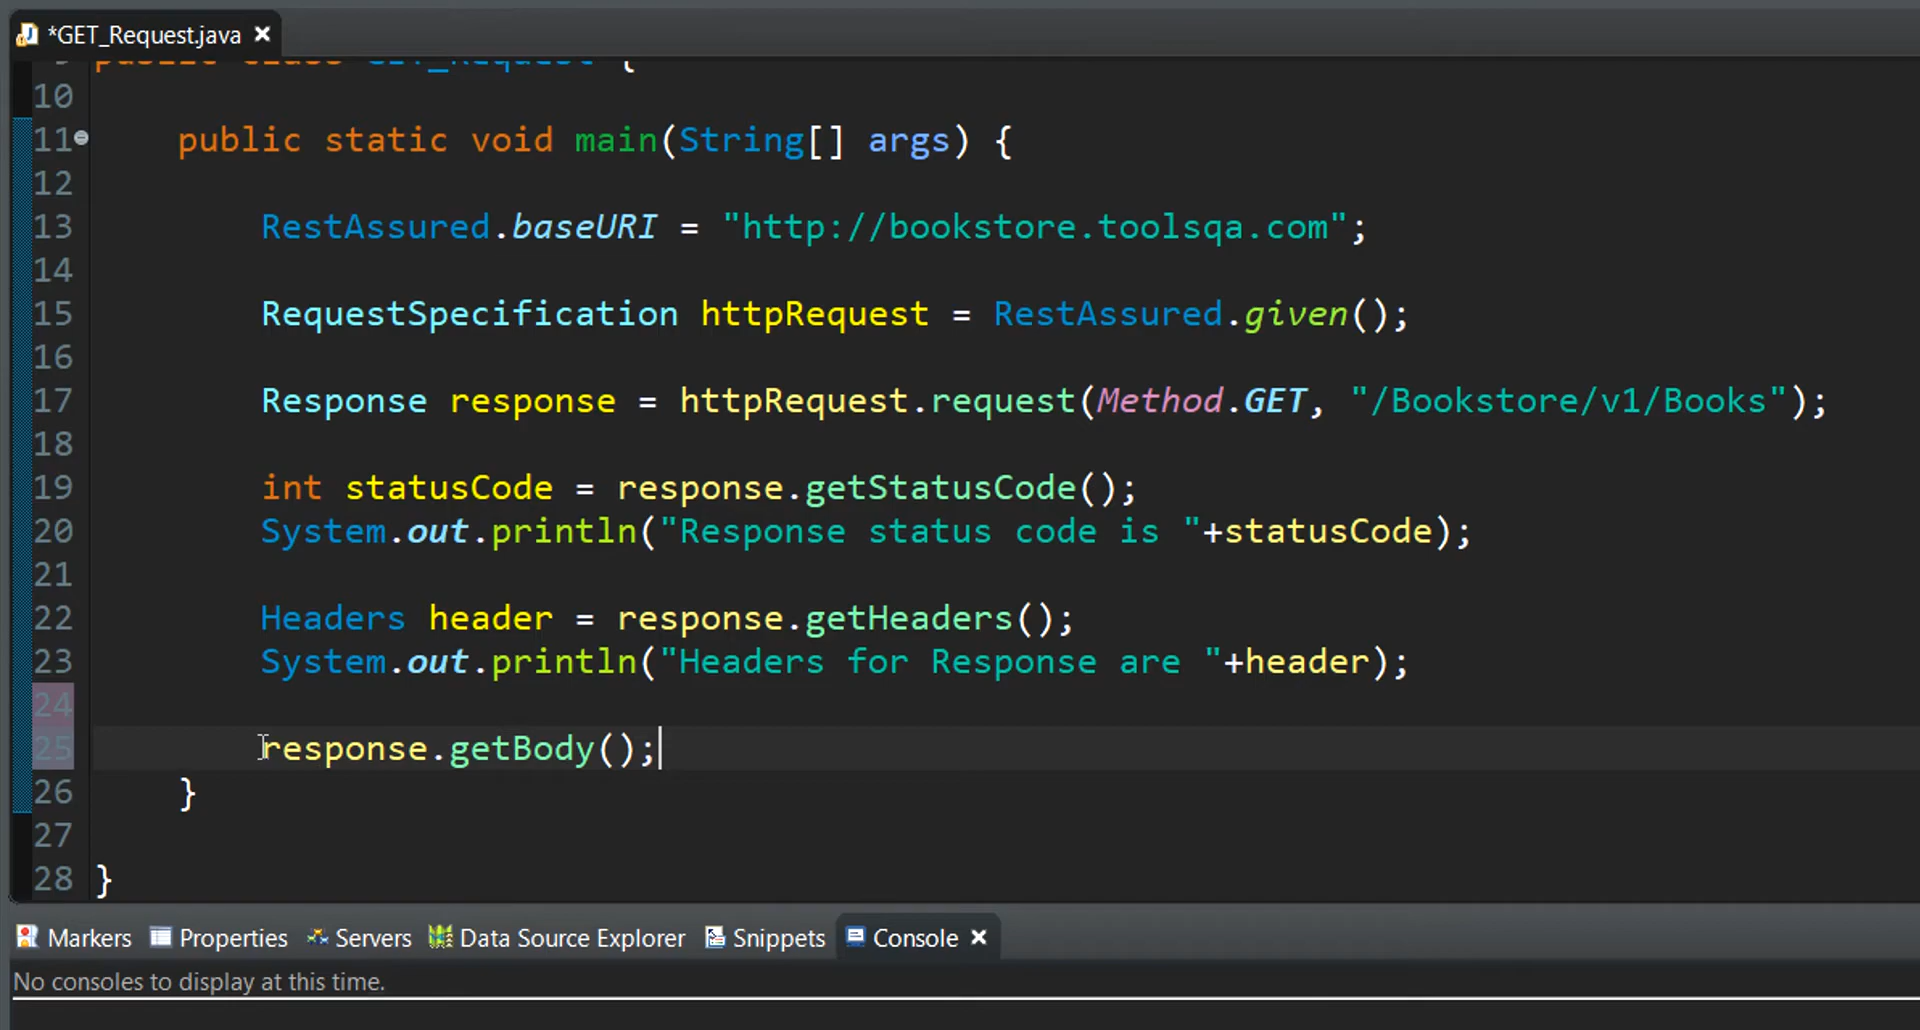 *GET_Request.java
9 public class GET_Request {
10
11 public static void main(String[] args) {
12
13 RestAssured.baseURI = "http://bookstore.toolsqa.com";
14
15 RequestSpecification httpRequest = RestAssured.given();
16
17 Response response = httpRequest.request(Method.GET, "/Bookstore/v1/Books");
18
19 int statusCode = response.getStatusCode();
20 System.out.println("Response status code is "+statusCode);
21
22 Headers header = response.getHeaders();
23 System.out.println("Headers for Response are "+header);
24
25 response.getBody();
26 }
27
28 }
Markers Properties Servers Data Source Explorer Snippets Console
No consoles to display at this time.